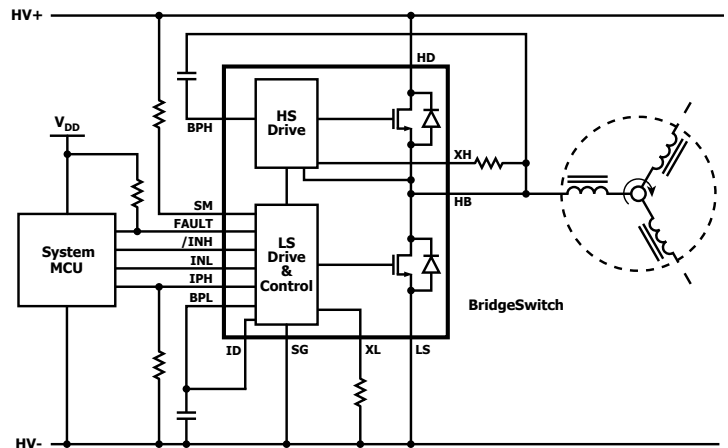 HV+
HD
BPH
HS
Drive
XH
VDD
HB
SM
FAULT
/INH
INL
IPH
BPL
System
MCU
LS
Drive
&
Control
BridgeSwitch
ID
SG
XL
LS
HV-